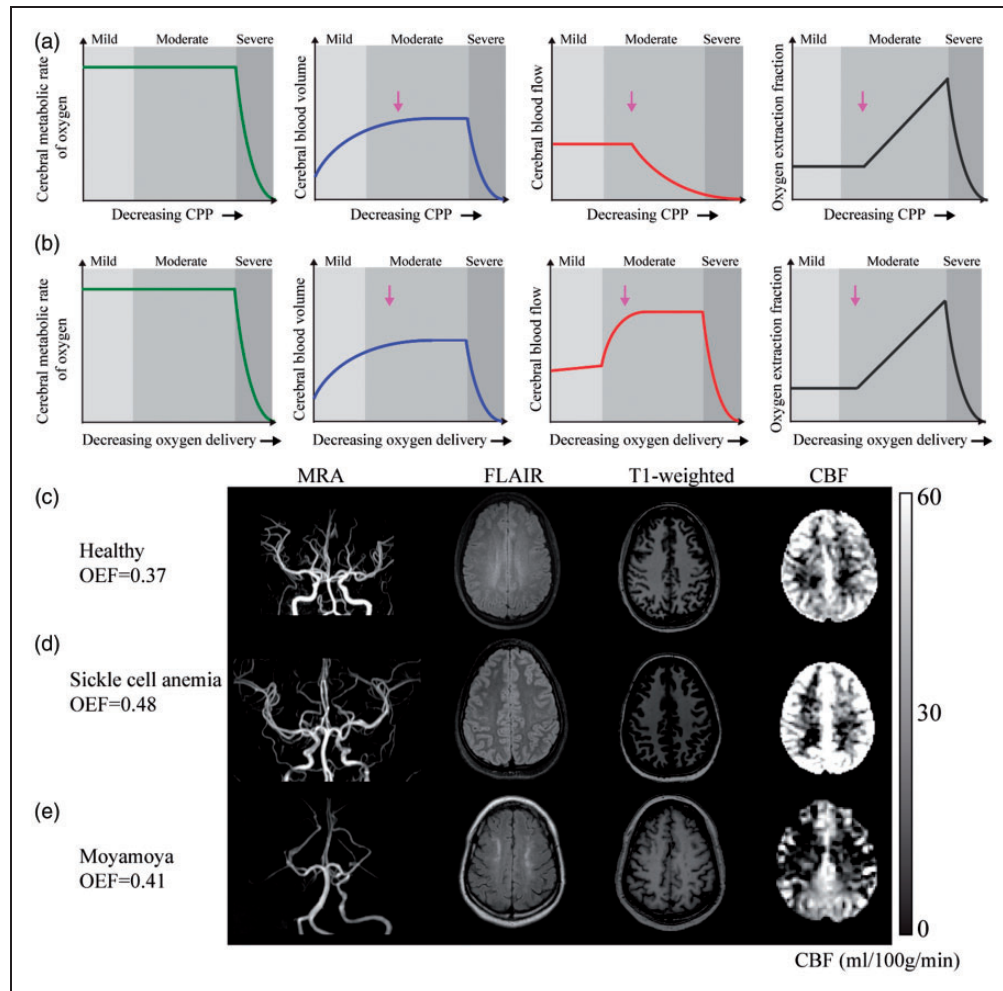 (a)
Mild Moderate Severe
Cerebral metabolic rate
of oxygen
Decreasing CPP →
Mild Moderate Severe
Cerebral blood volume
Decreasing CPP →
Mild Moderate Severe
Cerebral blood
flow
Decreasing CPP →
Mild Moderate Severe
Oxygen extraction
fraction
Decreasing CPP →
(b)
Mild Moderate Severe
Cerebral metabolic rate
of oxygen
Decreasing oxygen delivery →
Mild Moderate Severe
Cerebral blood volume
Decreasing oxygen delivery →
Mild Moderate Severe
Cerebral blood flow
Decreasing oxygen delivery →
Mild Moderate Severe
Oxygen extraction fraction
Decreasing oxygen delivery →
MRA FLAIR T1-weighted CBF
(c)
Healthy
OEF=0.37
(d)
Sickle cell anemia
OEF=0.48
(e)
Moyamoya
OEF=0.41
60
30
0
CBF (ml/100g/min)